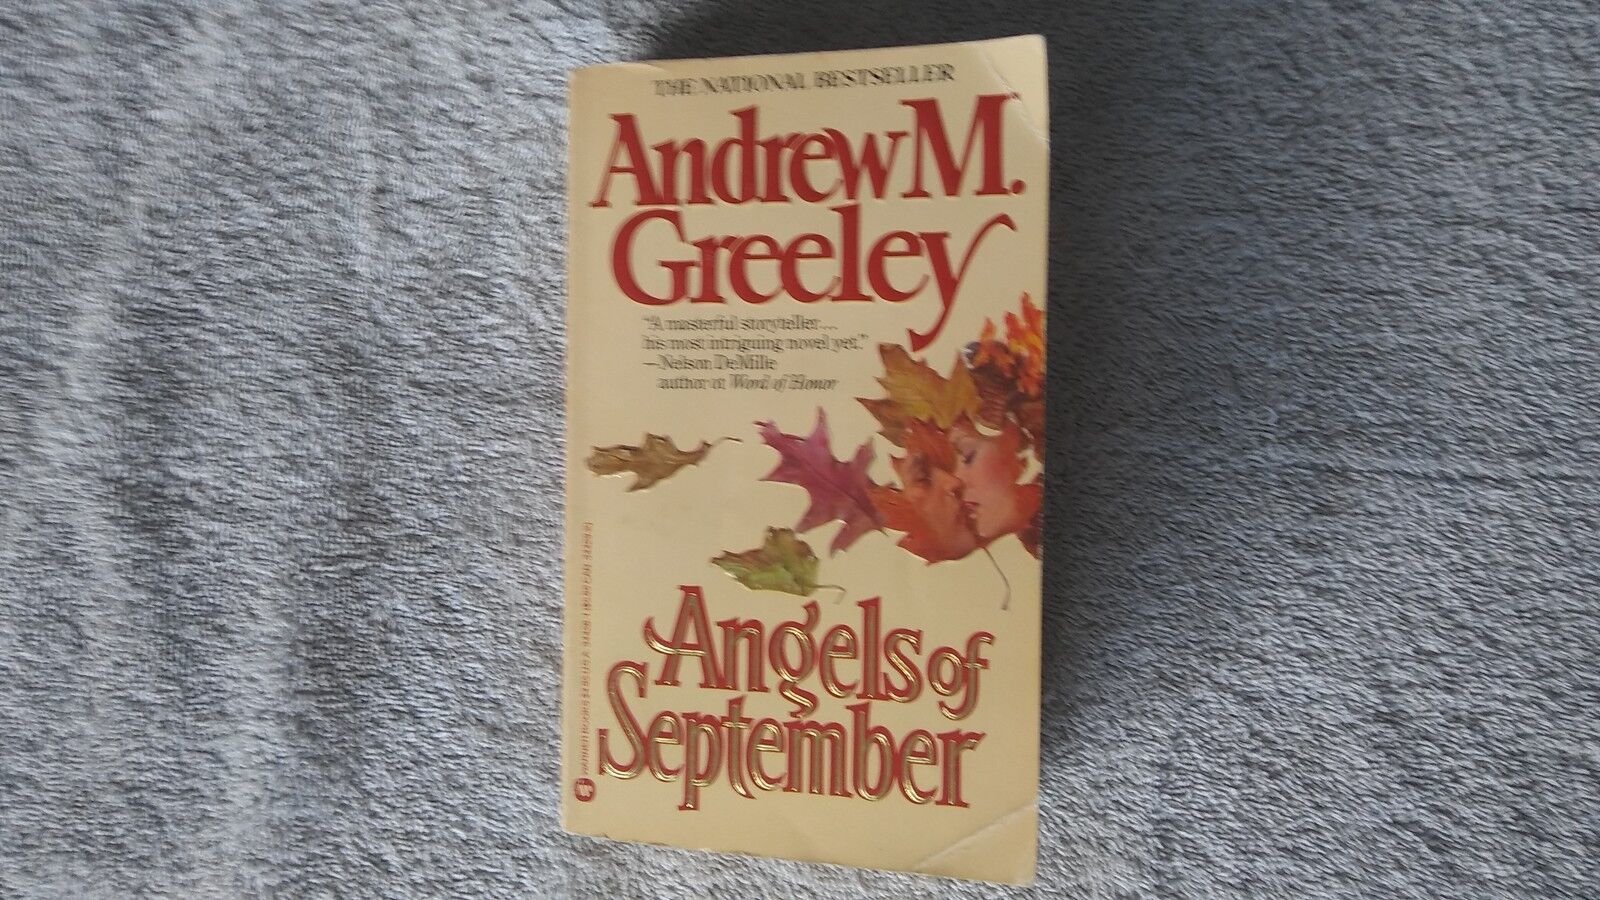 THE NATIONAL BESTSELLER
Andrew M.
Greeley
"A masterful storyteller...
his most intriguing novel yet."
—Nelson DeMille
author of Word of Honor
Angels of
September